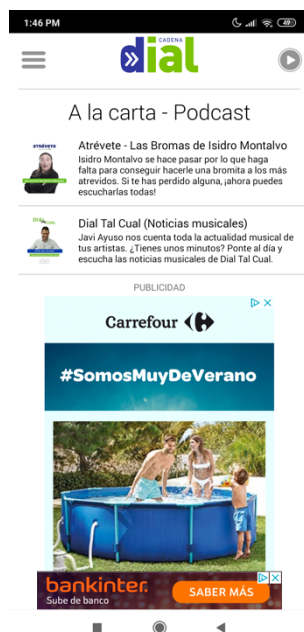 1:46 PM
49
CADENA
dial
A la carta - Podcast
ATRÉVETE
Atrévete - Las Bromas de Isidro Montalvo
Isidro Montalvo se hace pasar por lo que haga
falta para conseguir hacerle una bromita a los más
atrevidos. Si te has perdido alguna, ¡ahora puedes
escucharlas todas!
Dial Tal Cual (Noticias musicales)
Javi Ayuso nos cuenta toda la actualidad musical de
tus artistas. ¿Tienes unos minutos? Ponte al día y
escucha las noticias musicales de Dial Tal Cual.
PUBLICIDAD
Carrefour
#SomosMuyDeVerano
bankinter.
Sube de banco
SABER MÁS